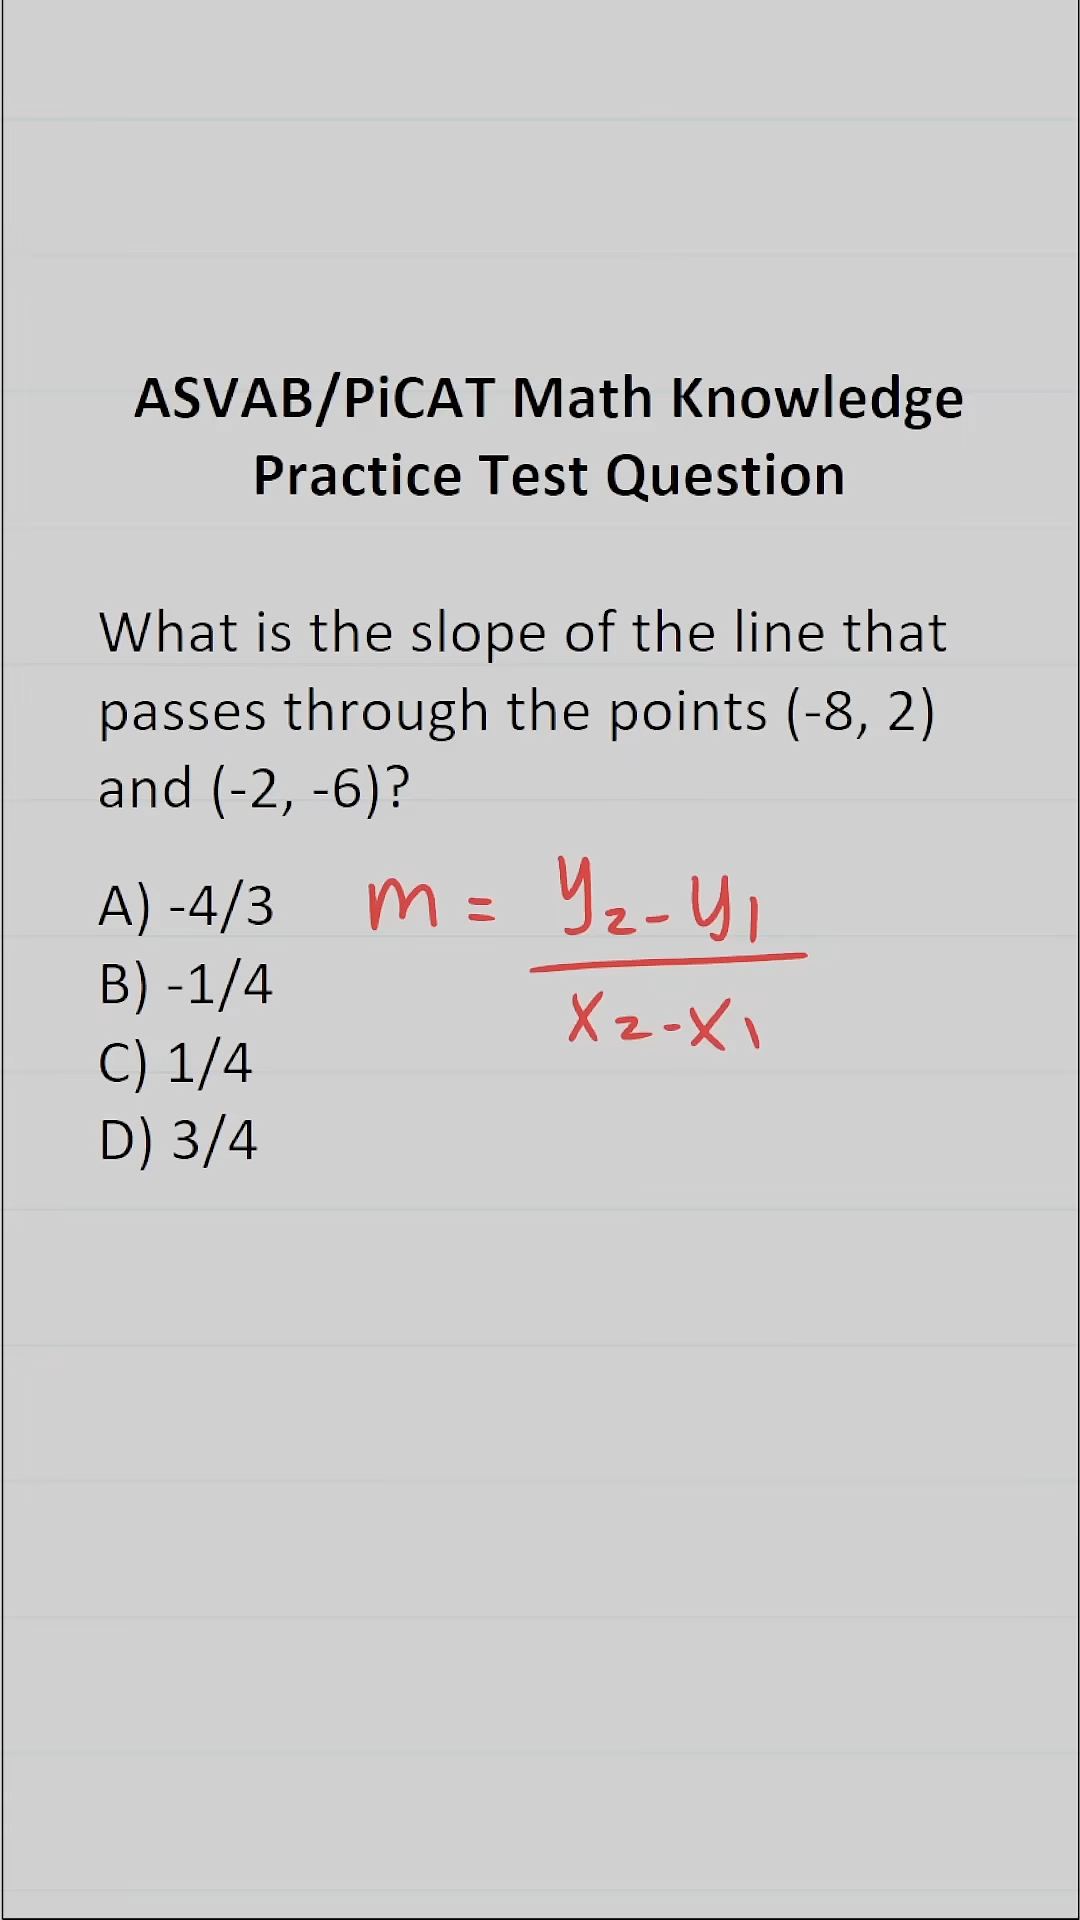 ASVAB/PiCAT Math Knowledge
Practice Test Question
What is the slope of the line that
passes through the points (-8, 2)
and (-2, -6)?
A) -4/3
B) -1/4
C) 1/4
D) 3/4
m = y₂ - y₁
x₂ - x₁